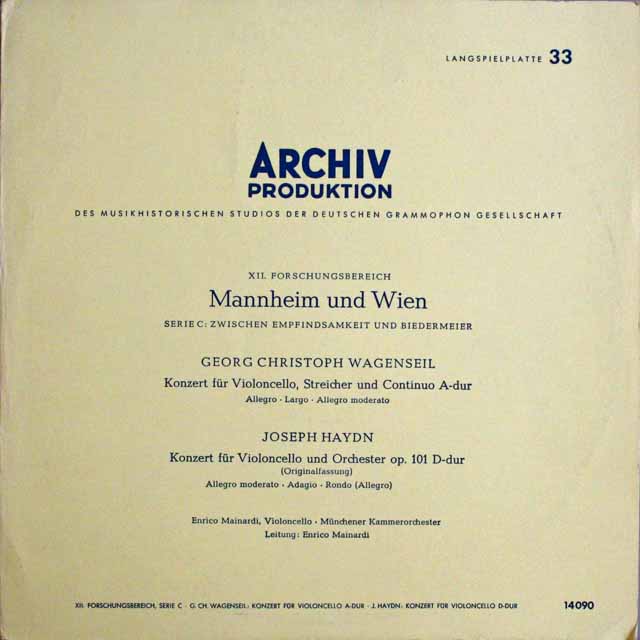 LANGSPIELPLATTE 33
ARCHIV
PRODUKTION
DES MUSIKHISTORISCHEN STUDIOS DER DEUTSCHEN GRAMMOPHON GESELLSCHAFT
XII. FORSCHUNGSBEREICH
Mannheim und Wien
SERIE C: ZWISCHEN EMPFINDSAMKEIT UND BIEDERMEIER
GEORG CHRISTOPH WAGENSEIL
Konzert für Violoncello, Streicher und Continuo A-dur
Allegro · Largo · Allegro moderato
JOSEPH HAYDN
Konzert für Violoncello und Orchester op. 101 D-dur
(Originalfassung)
Allegro moderato · Adagio · Rondo (Allegro)
Enrico Mainardi, Violoncello · Münchener Kammerorchester
Leitung: Enrico Mainardi
XII. FORSCHUNGSBEREICH, SERIE C · G. CH. WAGENSEIL: KONZERT FÜR VIOLONCELLO A-DUR · J. HAYDN: KONZERT FÜR VIOLONCELLO D-DUR 14090